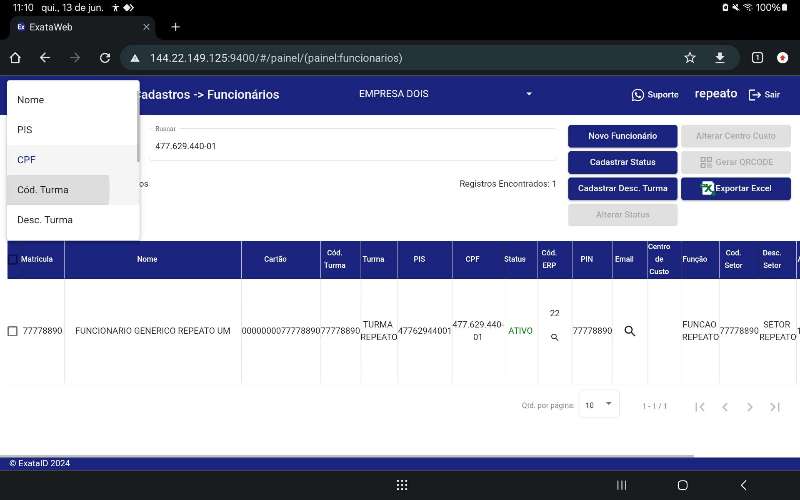 11:10 qui., 13 de jun.
100%
Ex ExataWeb
144.22.149.125:9400/#/painel/(painel:funcionarios)
1
Cadastros -> Funcionários
EMPRESA DOIS
Suporte
repeato
Sair
Nome
PIS
CPF
Cód. Turma
Desc. Turma
Buscar
477.629.440-01
Registros Encontrados: 1
Novo Funcionário
Alterar Centro Custo
Cadastrar Status
Gerar QRCODE
Cadastrar Desc. Turma
Exportar Excel
Alterar Status
Matricula
Nome
Cartão
Cód.
Turma
Turma
PIS
CPF
Status
Cód.
ERP
PIN
Email
Centro
de
Custo
Função
Cod.
Setor
Desc.
Setor
77778890
FUNCIONARIO GENERICO REPEATO UM
00000000077778890
77778890
TURMA
REPEATO
47762944001
477.629.440-
01
ATIVO
22
77778890
FUNCAO
REPEATO
77778890
SETOR
REPEATO
Qtd. por página:
10
1 - 1 / 1
© ExataID 2024